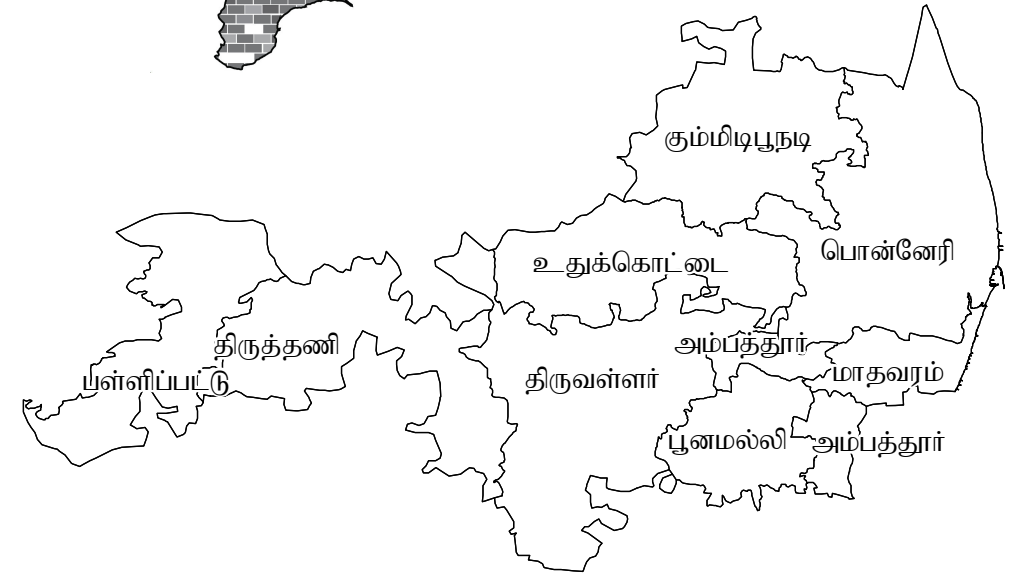 கும்மிடிபூநடி
பொன்னேரி
உதுக்கொட்டை
திருத்தணி
அம்பத்தூர்
பள்ளிப்பட்டு
திருவள்ளர்
மாதவரம்
பூனமல்லி
அம்பத்தூர்